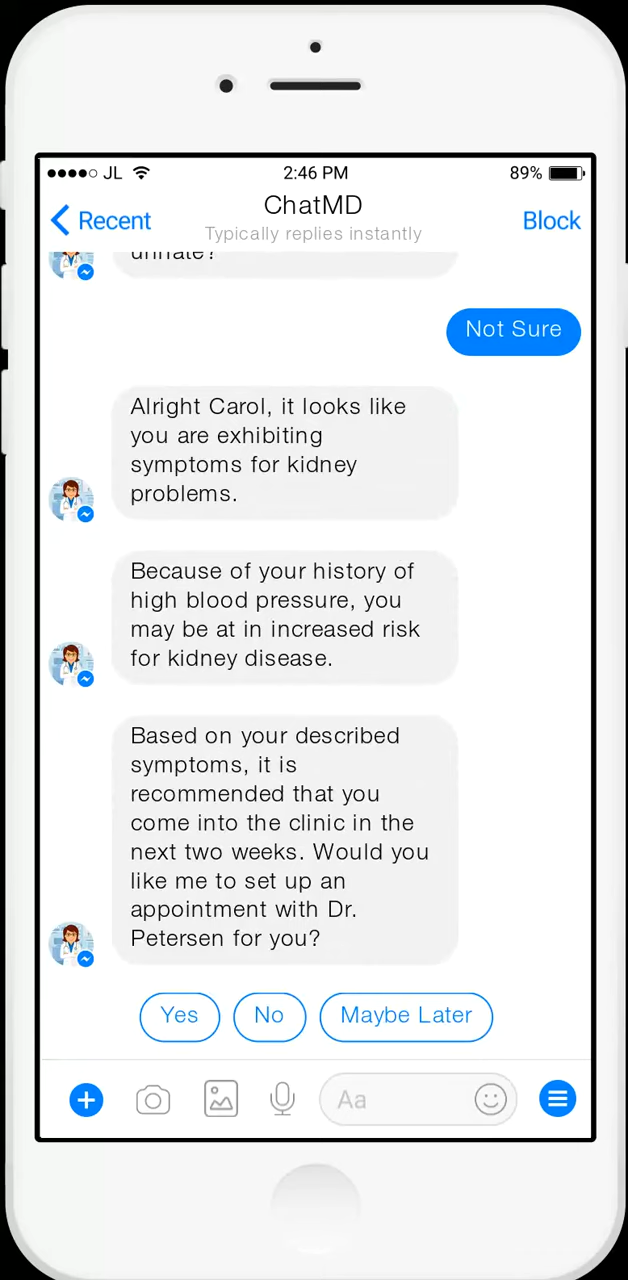 JL
2:46 PM
89%
Recent
ChatMD
Block
Typically replies instantly
urinate?
Not Sure
Alright Carol, it looks like
you are exhibiting
symptoms for kidney
problems.
Because of your history of
high blood pressure, you
may be at in increased risk
for kidney disease.
Based on your described
symptoms, it is
recommended that you
come into the clinic in the
next two weeks. Would you
like me to set up an
appointment with Dr.
Petersen for you?
Yes
No
Maybe Later
Aa